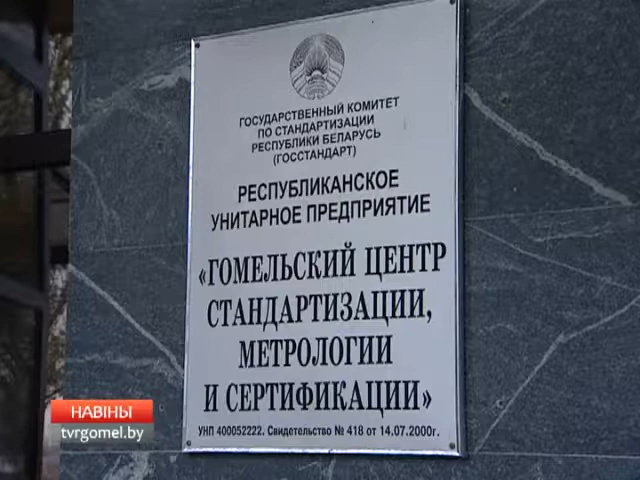 ГОСУДАРСТВЕННЫЙ КОМИТЕТ
ПО СТАНДАРТИЗАЦИИ
РЕСПУБЛИКИ БЕЛАРУСЬ
(ГОССТАНДАРТ)
РЕСПУБЛИКАНСКОЕ
УНИТАРНОЕ ПРЕДПРИЯТИЕ
«ГОМЕЛЬСКИЙ ЦЕНТР
СТАНДАРТИЗАЦИИ,
МЕТРОЛОГИИ
И СЕРТИФИКАЦИИ»
УНП 400052222. Свидетельство № 418 от 14.07.2000г.
НАВІНЫ
tvrgomel.by